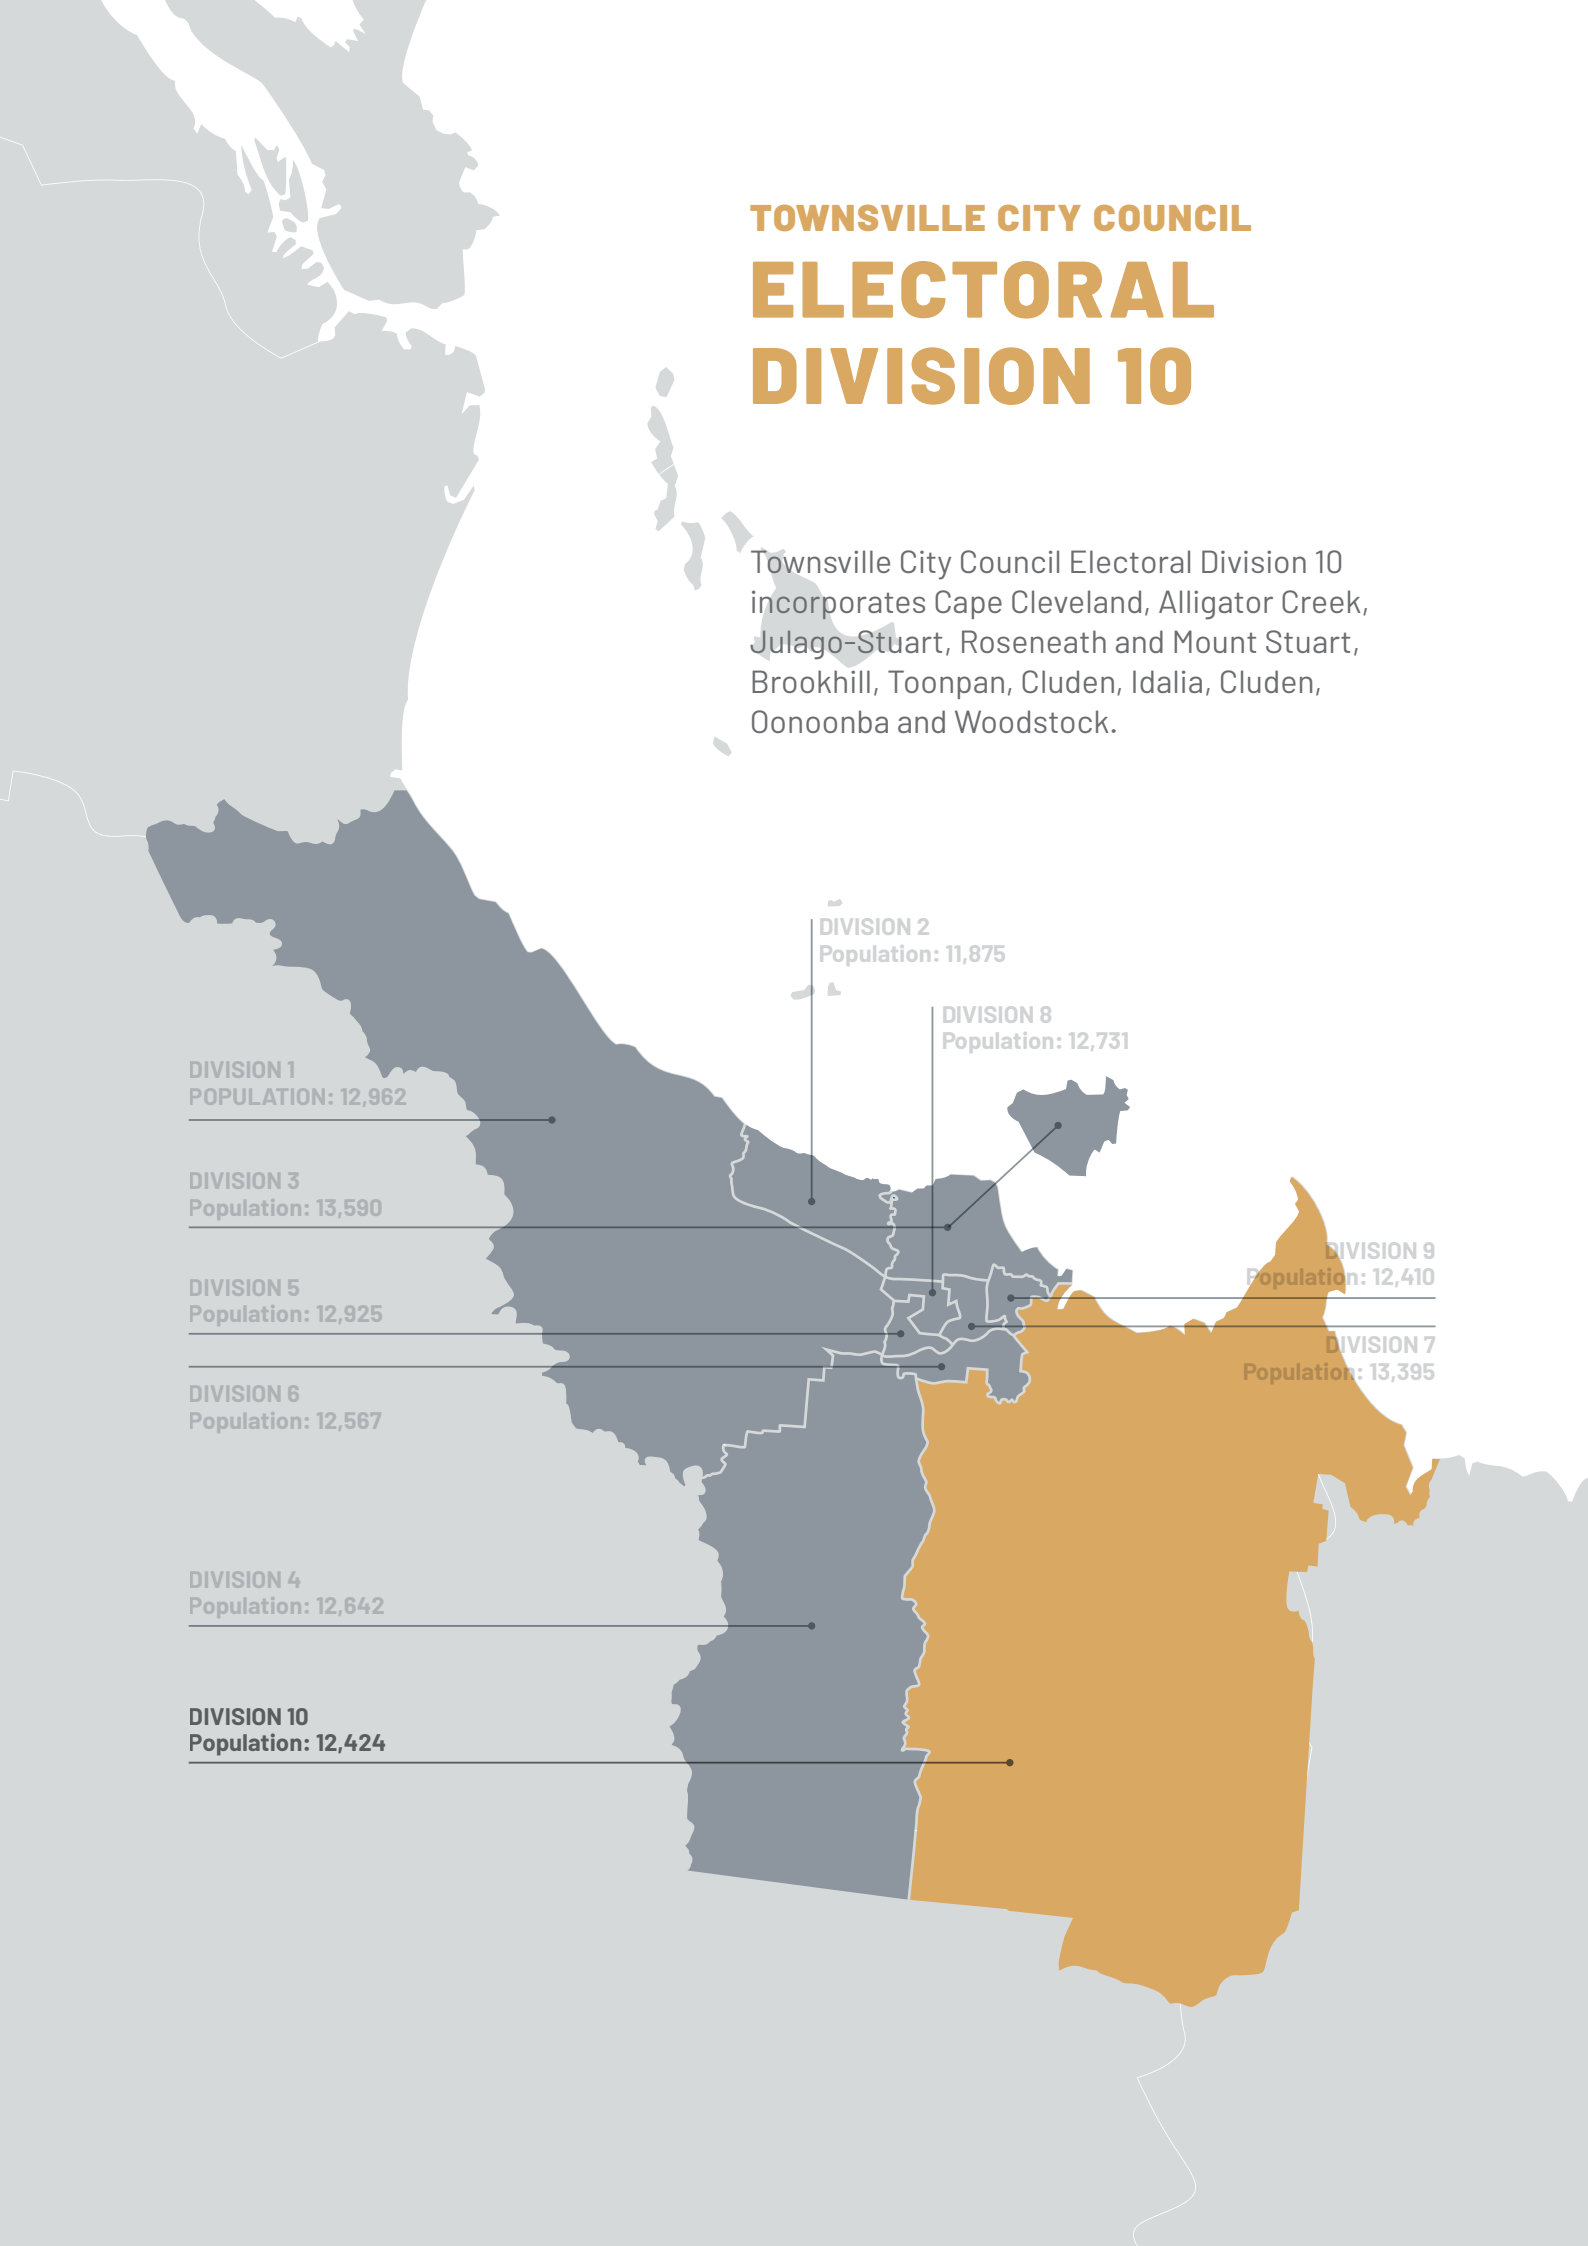 TOWNSVILLE CITY COUNCIL
ELECTORAL
DIVISION 10
Townsville City Council Electoral Division 10
incorporates Cape Cleveland, Alligator Creek,
Julago-Stuart, Roseneath and Mount Stuart,
Brookhill, Toonpan, Cluden, Idalia, Cluden,
Oonoonba and Woodstock.
DIVISION 2
Population: 11,875
DIVISION 8
Population: 12,731
DIVISION 1
POPULATION: 12,962
DIVISION 3
Population: 13,590
DIVISION 9
Population: 12,410
DIVISION 5
Population: 12,925
DIVISION 7
Population: 13,395
DIVISION 6
Population: 12,567
DIVISION 4
Population: 12,642
DIVISION 10
Population: 12,424